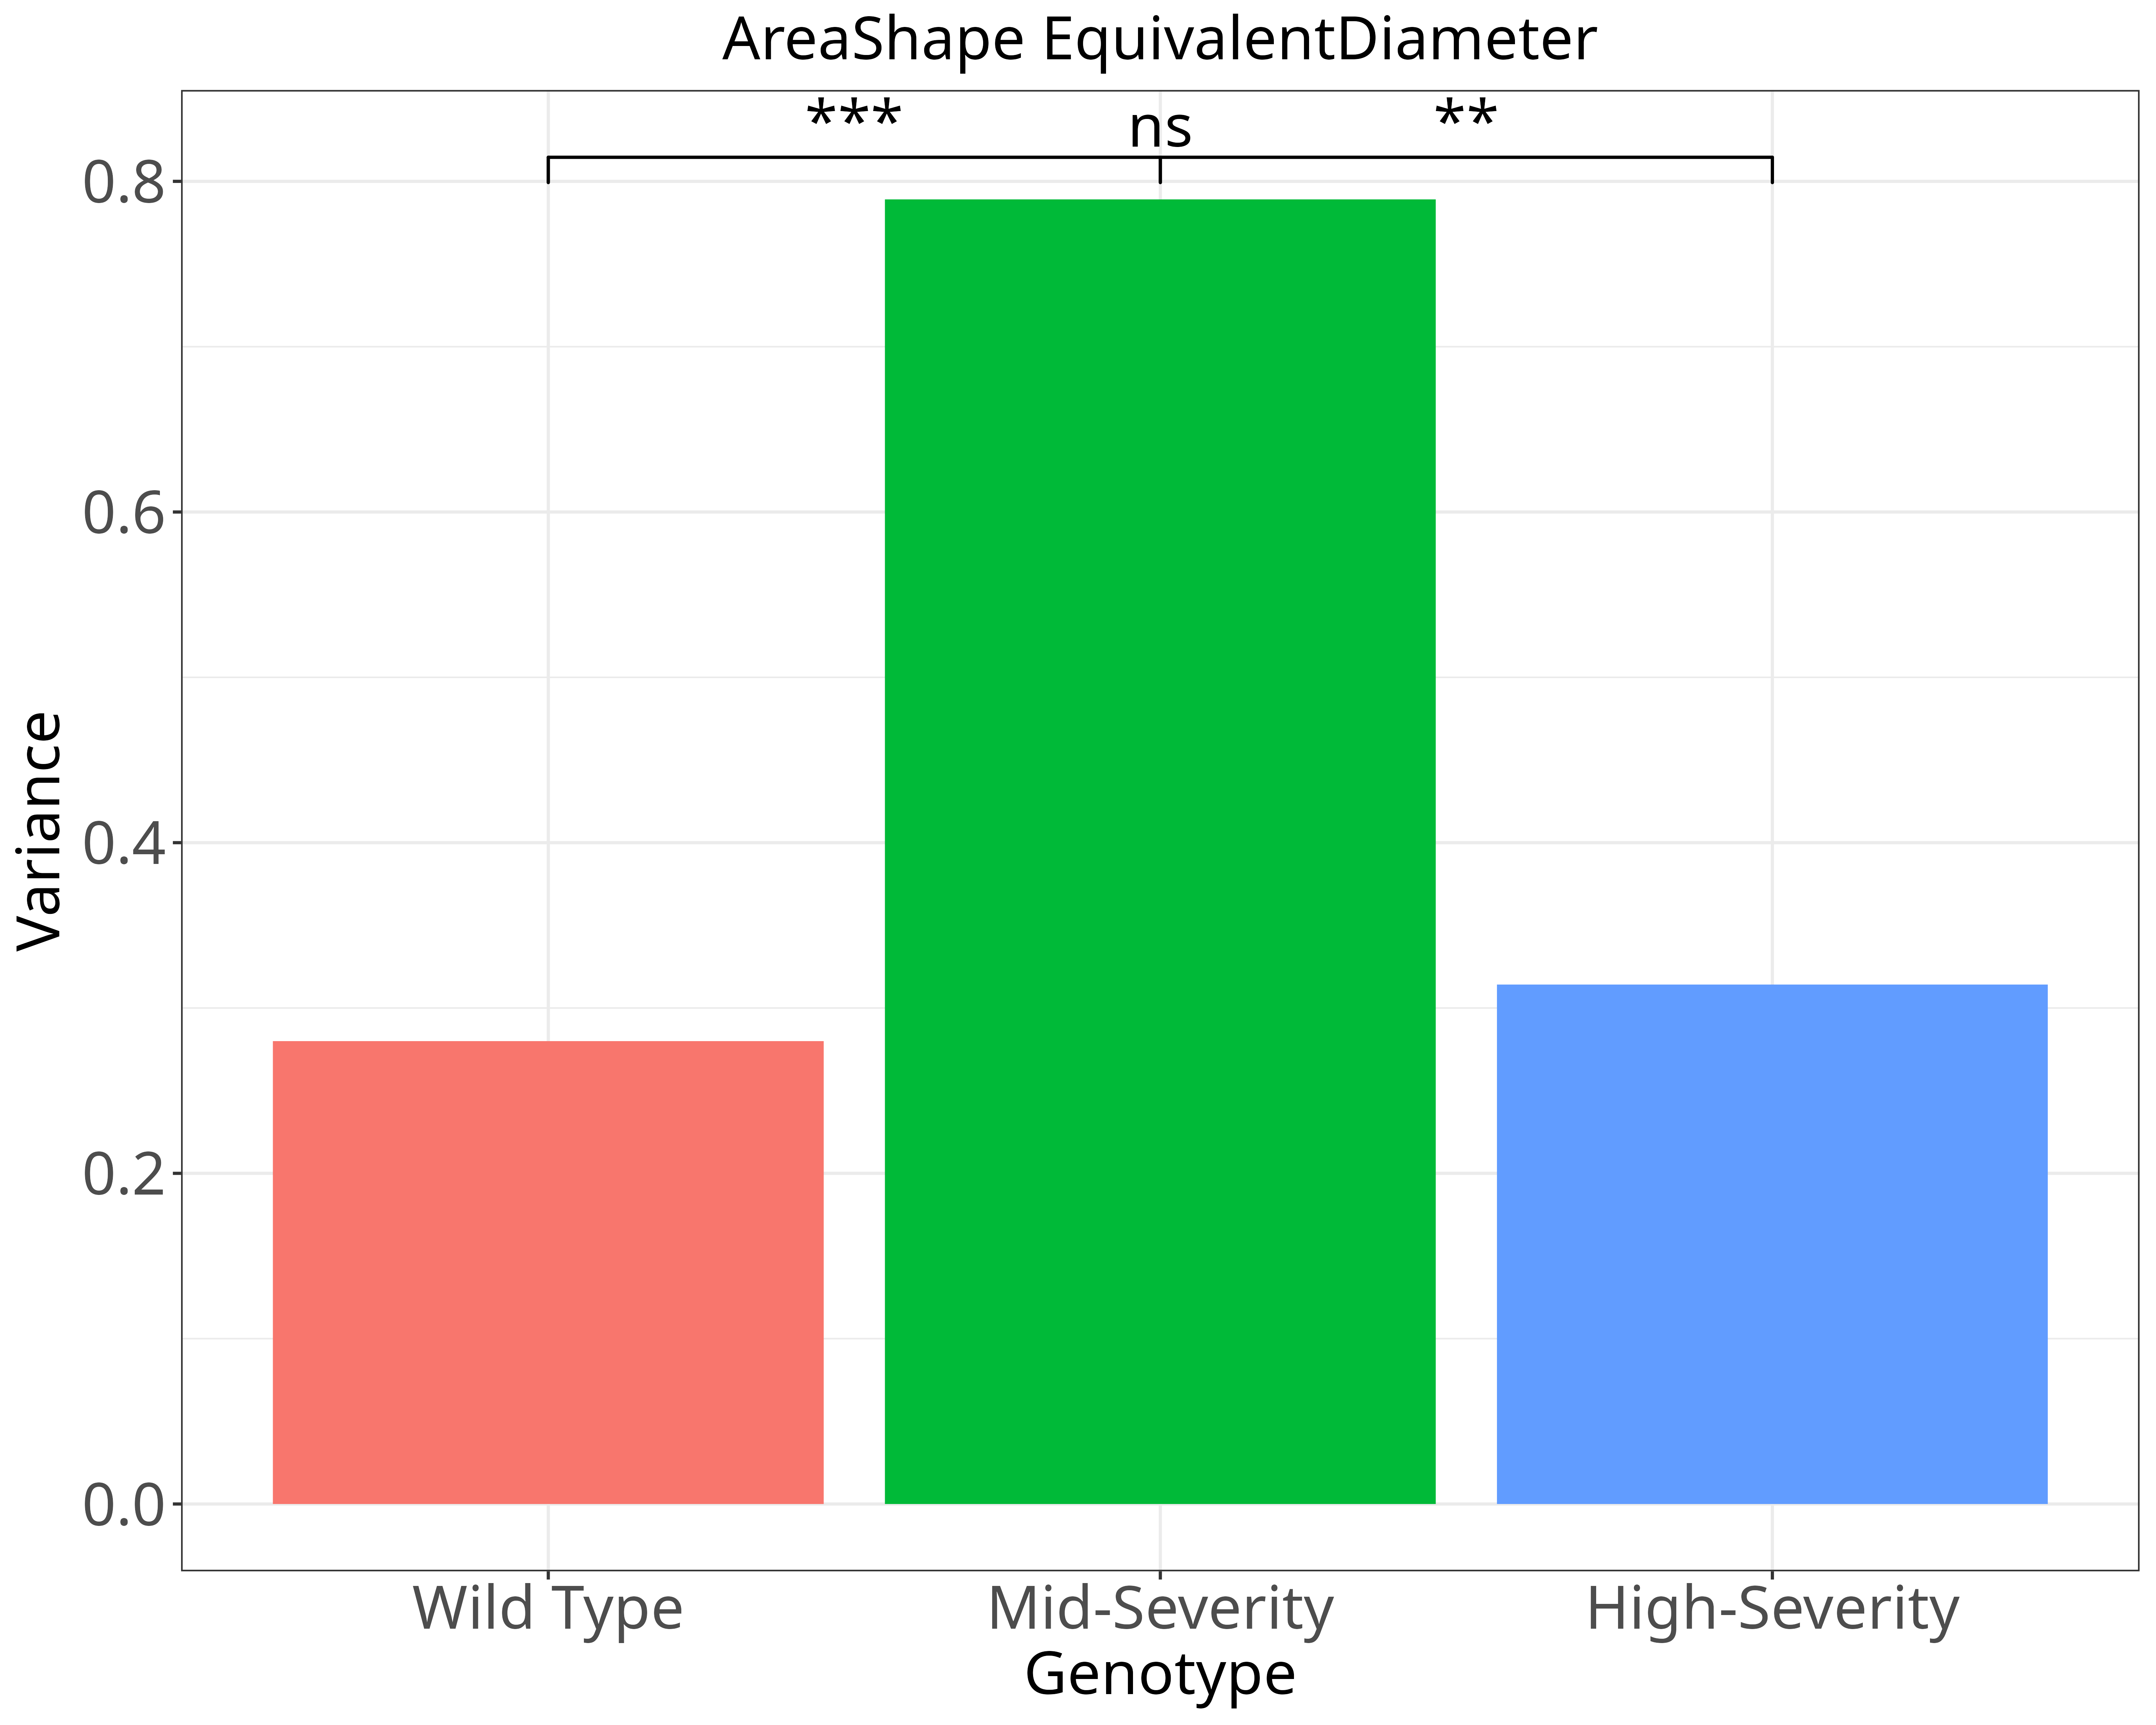 AreaShape EquivalentDiameter
*** ns **
0.8
0.6
0.4
0.2
0.0
Variance
Wild Type Mid-Severity High-Severity
Genotype